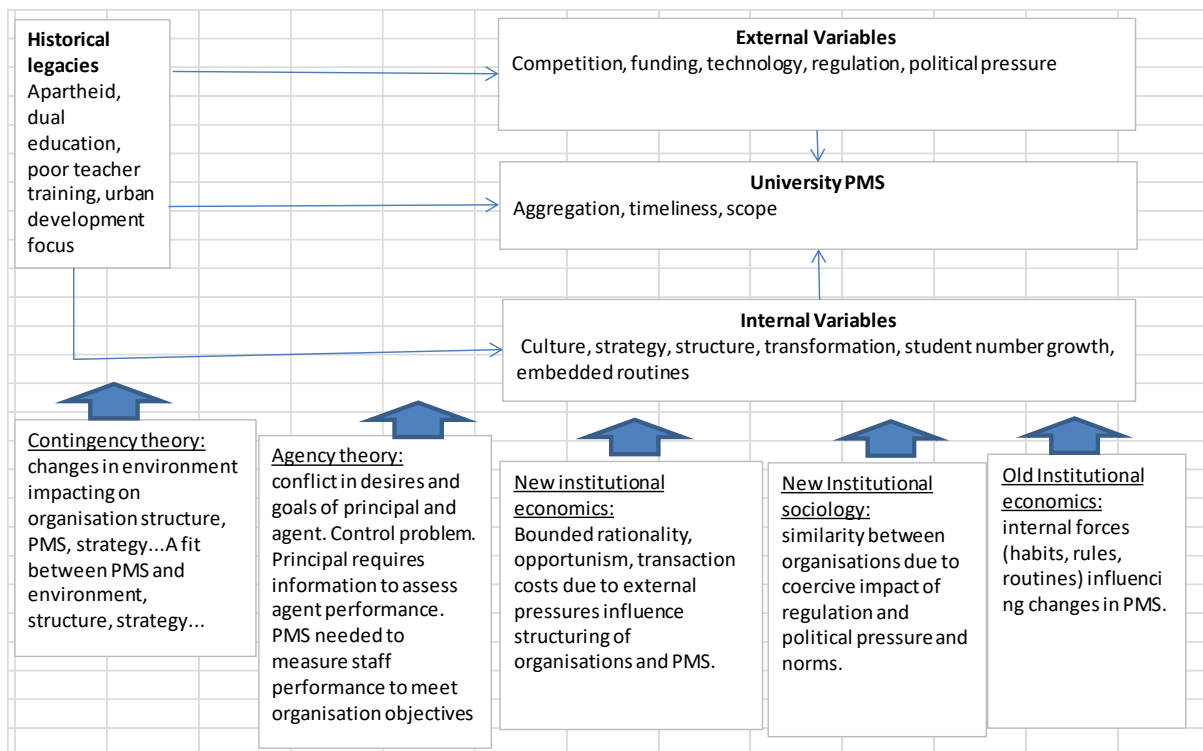 Historical
legacies
Apartheid,
dual
education,
poor teacher
training, urban
development
focus
External Variables
Competition, funding, technology, regulation, political pressure
University PMS
Aggregation, timeliness, scope
Internal Variables
Culture, strategy, structure, transformation, student number growth,
embedded routines
Contingency theory:
changes in environment
impacting on
organisation structure,
PMS, strategy...A fit
between PMS and
environment,
structure, strategy...
Agency theory:
conflict in desires and
goals of principal and
agent. Control problem.
Principal requires
information to assess
agent performance.
PMS needed to
measure staff
performance to meet
organisation objectives
New institutional
economics:
Bounded rationality,
opportunism, transaction
costs due to external
pressures influence
structuring of
organisations and PMS.
New Institutional
sociology:
similarity between
organisations due to
coercive impact of
regulation and
political pressure and
norms.
Old Institutional
economics:
internal forces
(habits, rules,
routines) influenci
ng changes in PMS.